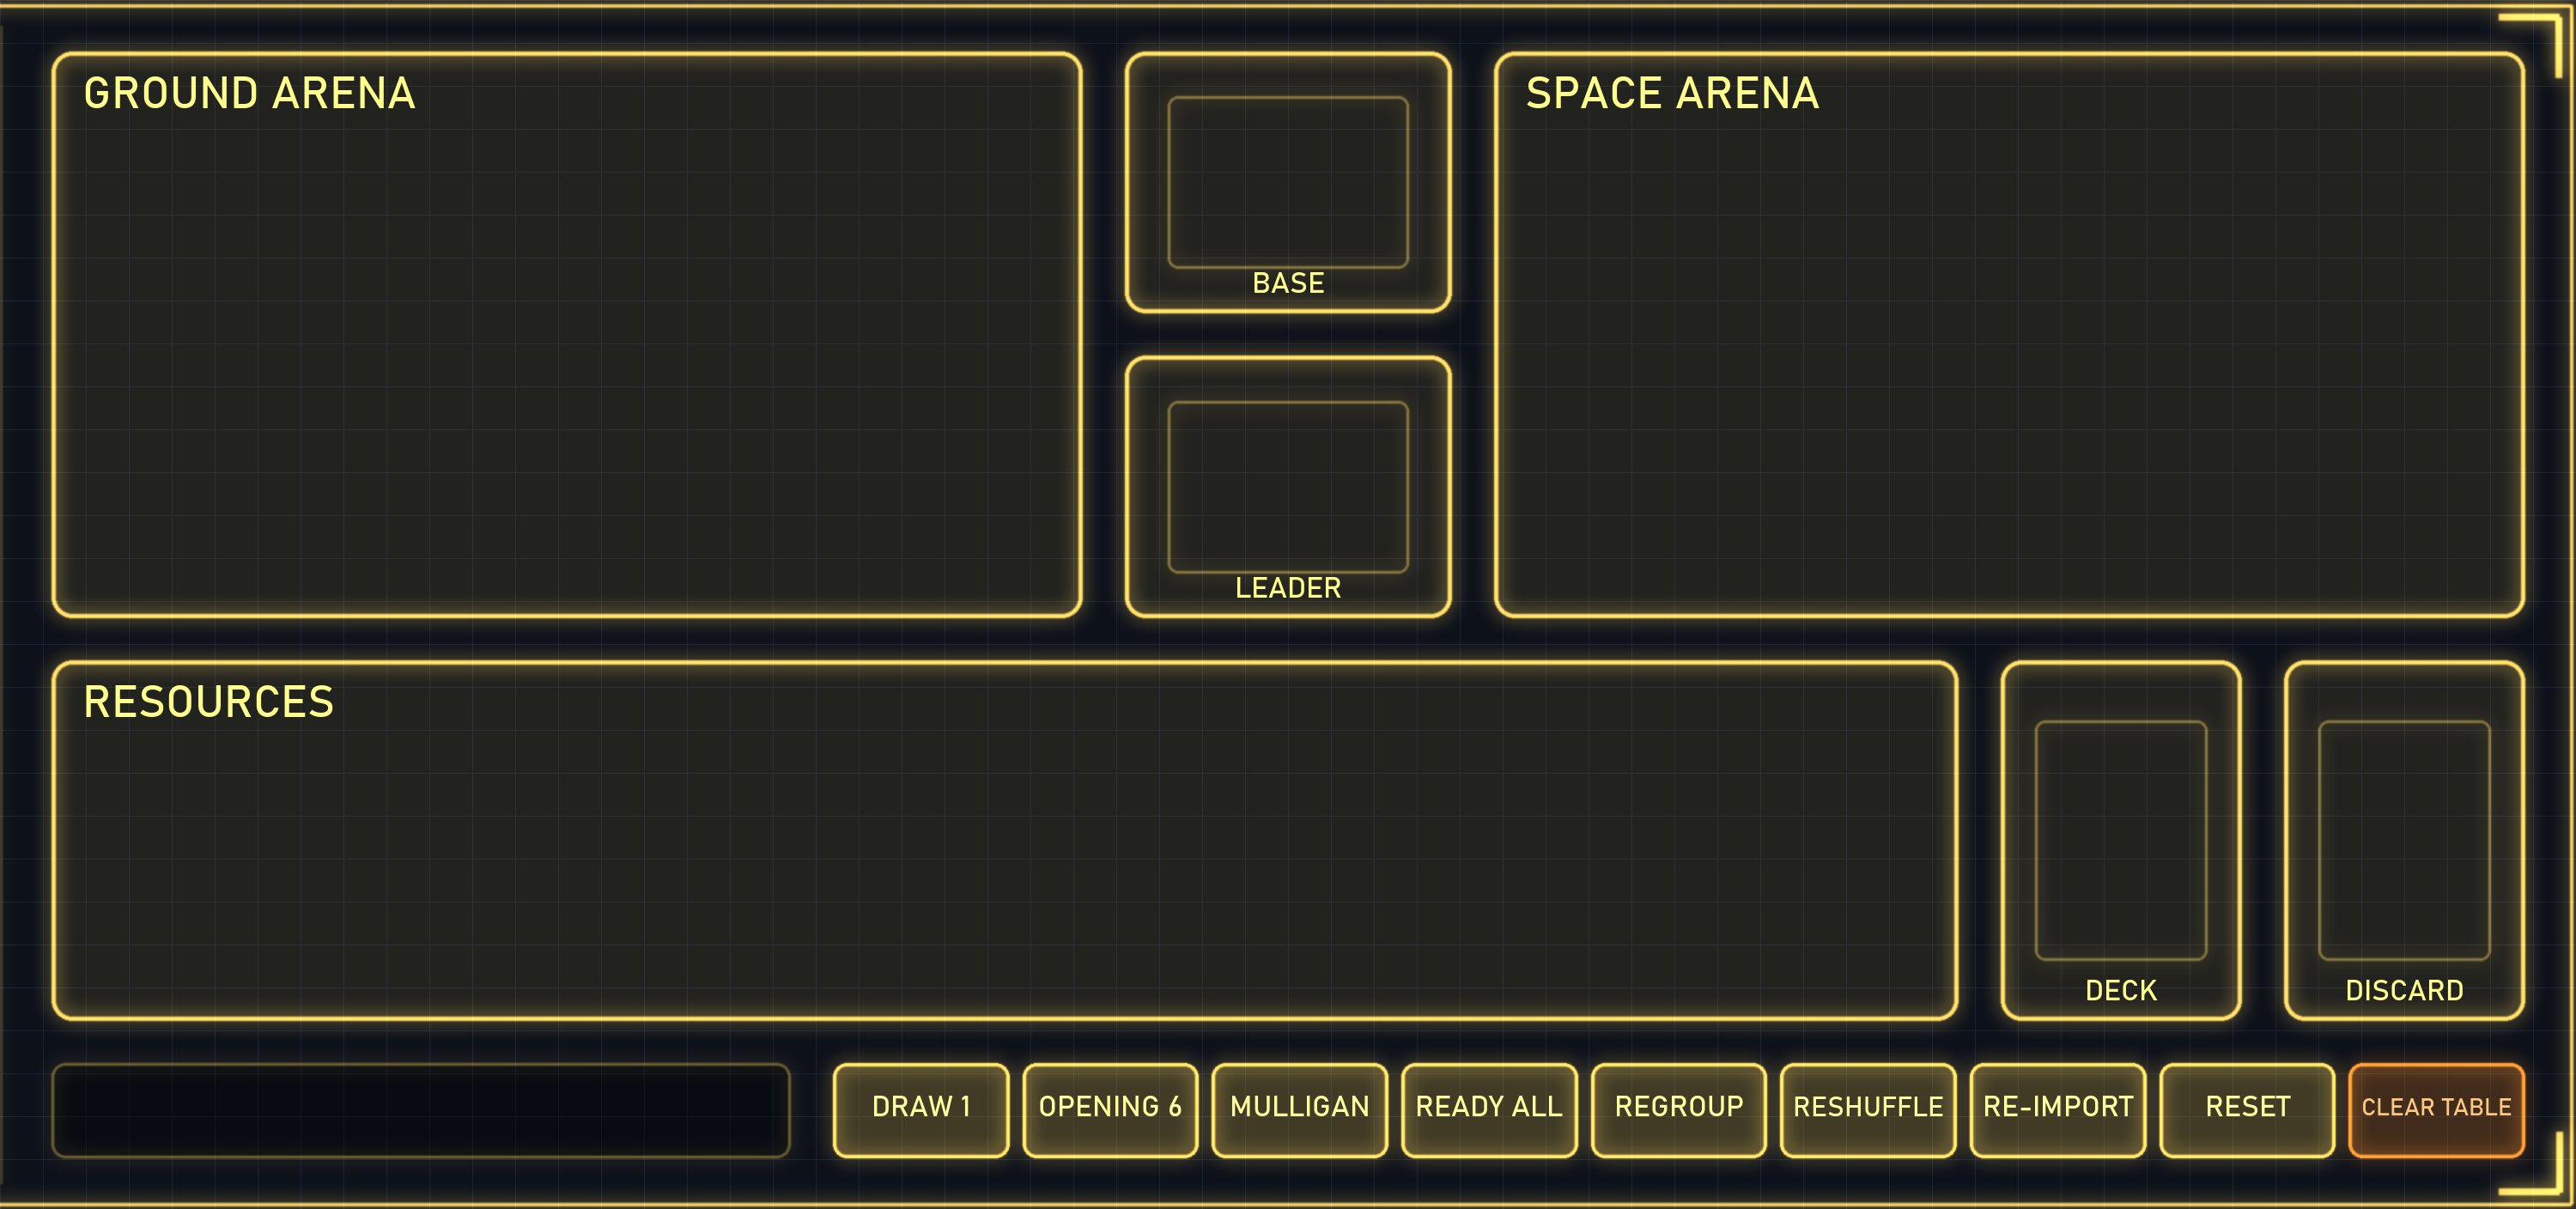 GROUND ARENA
BASE
SPACE ARENA
LEADER
RESOURCES
DECK
DISCARD
DRAW 1
OPENING 6
MULLIGAN
READY ALL
REGROUP
RESHUFFLE
RE-IMPORT
RESET
CLEAR TABLE